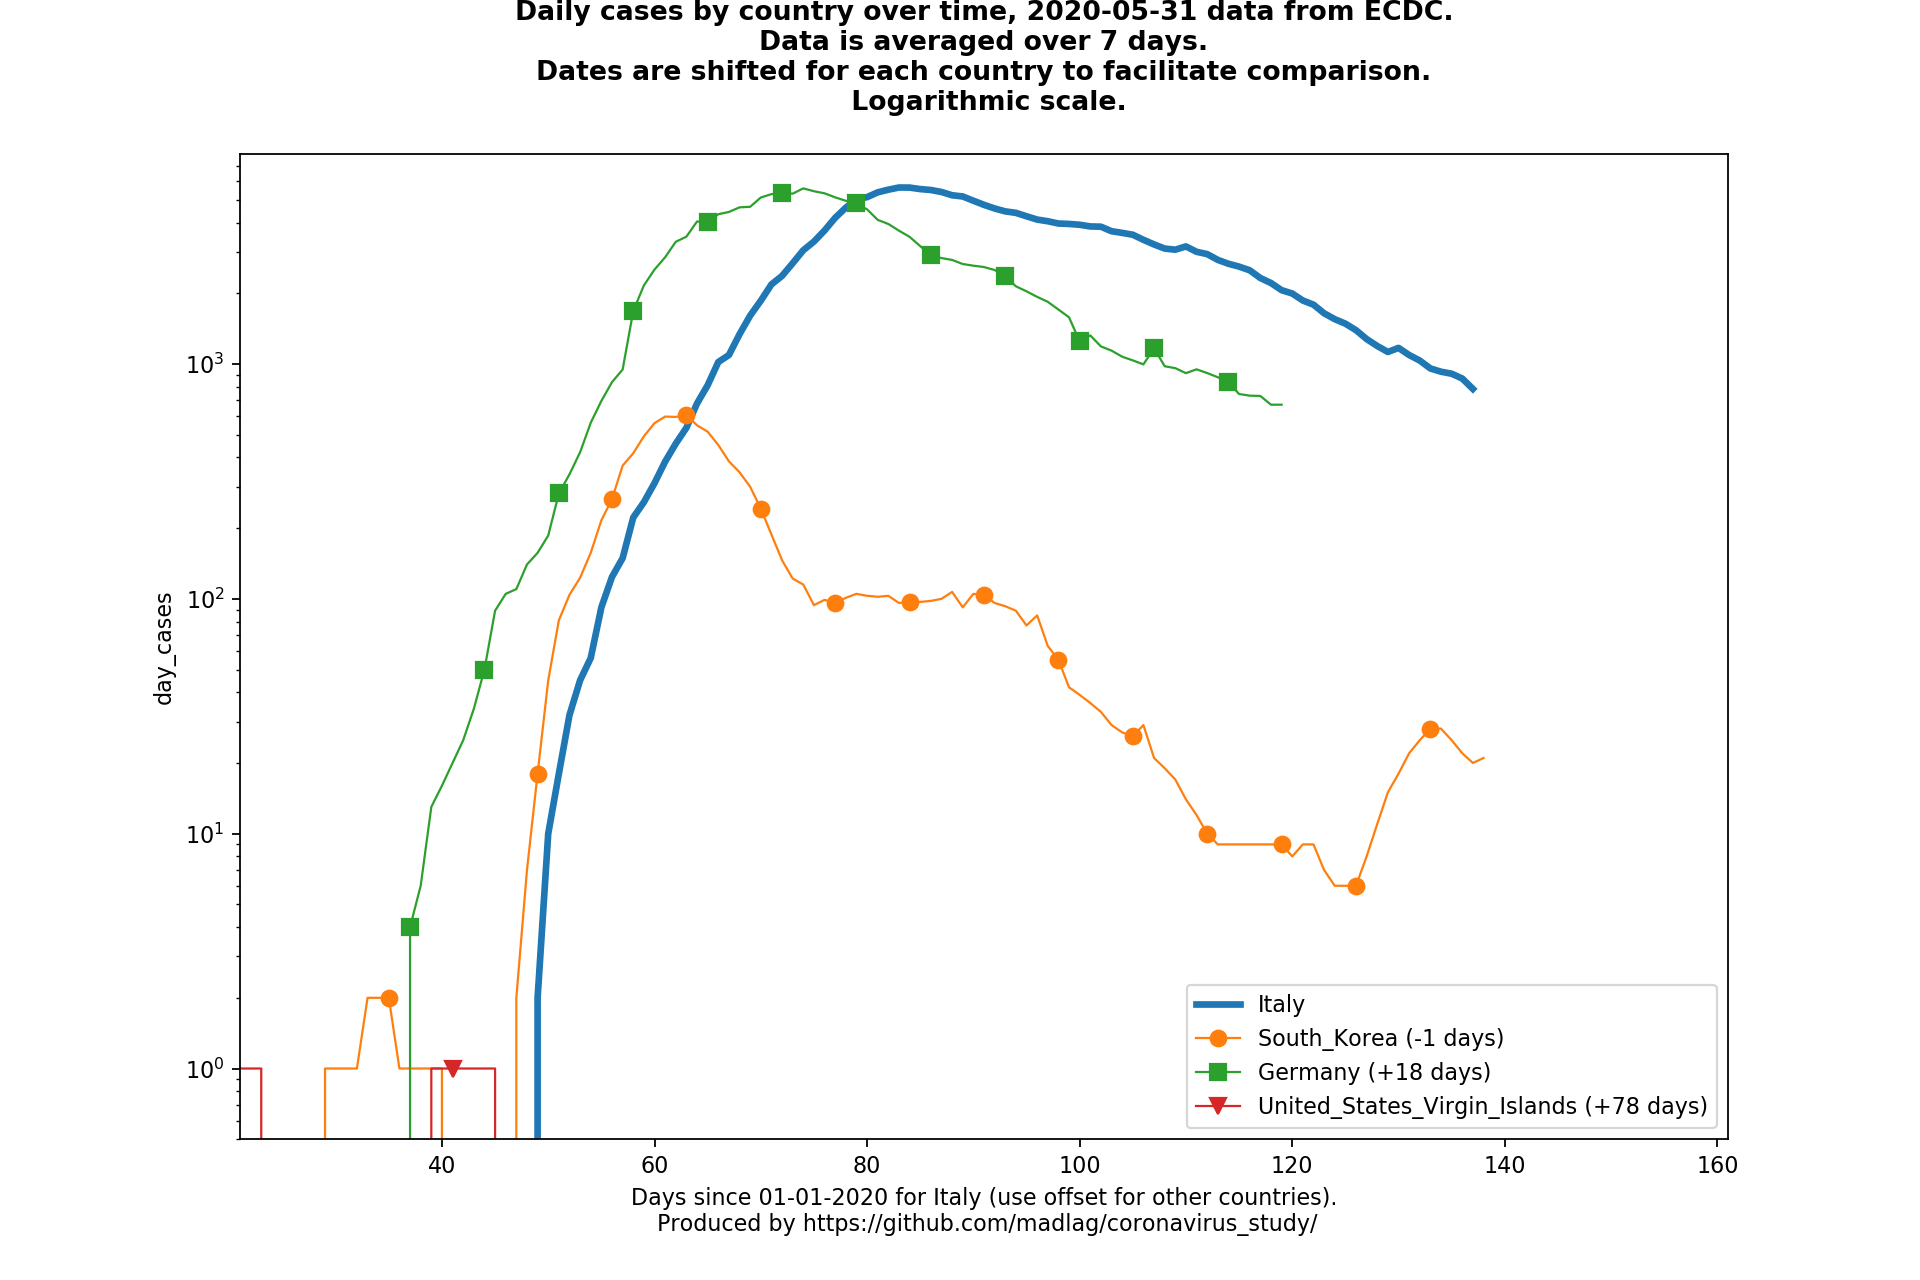 Daily cases by country over time, 2020-05-31 data from ECDC.
Data is averaged over 7 days.
Dates are shifted for each country to facilitate comparison.
Logarithmic scale.
day_cases
10³
10²
10¹
10⁰
Italy
South_Korea (-1 days)
Germany (+18 days)
United_States_Virgin_Islands (+78 days)
40 60 80 100 120 140 160
Days since 01-01-2020 for Italy (use offset for other countries).
Produced by https://github.com/madlag/coronavirus_study/